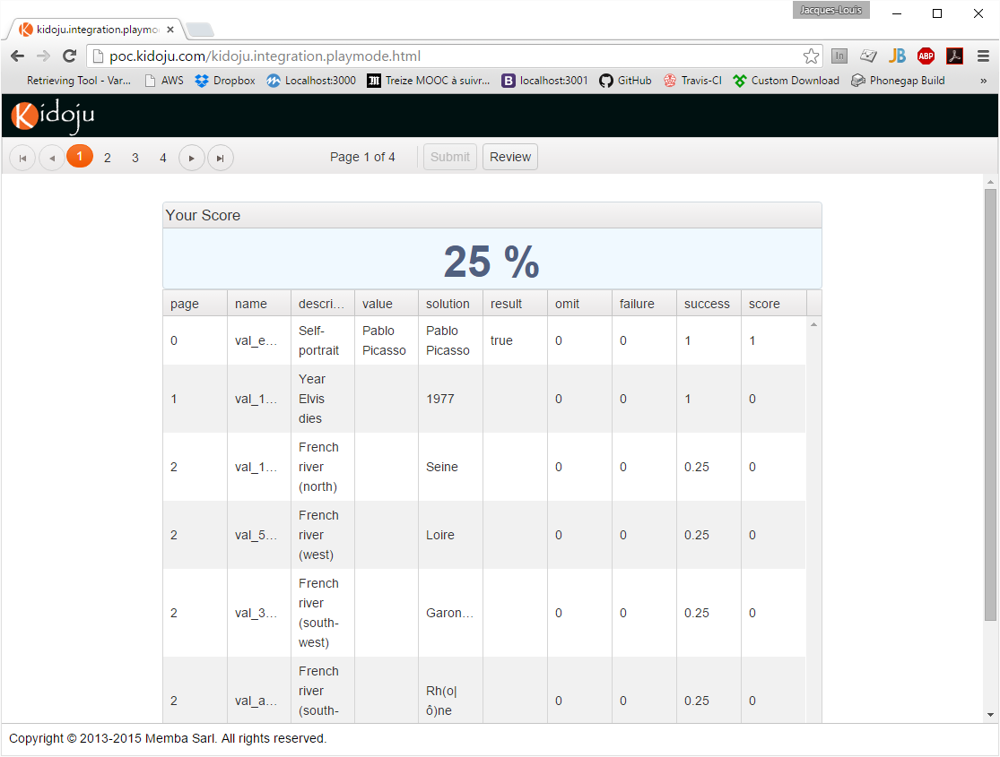 Jacques-Louis
kidoju.integration.playmo
poc.kidoju.com/kidoju.integration.playmode.html
In JB ABP
Retrieving Tool - Var... AWS Dropbox Localhost:3000 Treize MOOC à suivr... B localhost:3001 GitHub Travis-CI Custom Download Phonegap Build »
Kidoju
1 2 3 4 Page 1 of 4 Submit Review
Your Score
25 %
page name descri... value solution result omit failure success score
0 val_e... Self-portrait Pablo Picasso Pablo Picasso true 0 0 1 1
1 val_1... Year Elvis dies 1977 0 0 1 0
2 val_1... French river (north) Seine 0 0 0.25 0
2 val_5... French river (west) Loire 0 0 0.25 0
2 val_3... French river (south-west) Garon... 0 0 0.25 0
2 val_a... French river (south- Rh(o|ô)ne 0 0 0.25 0
Copyright © 2013-2015 Memba Sarl. All rights reserved.